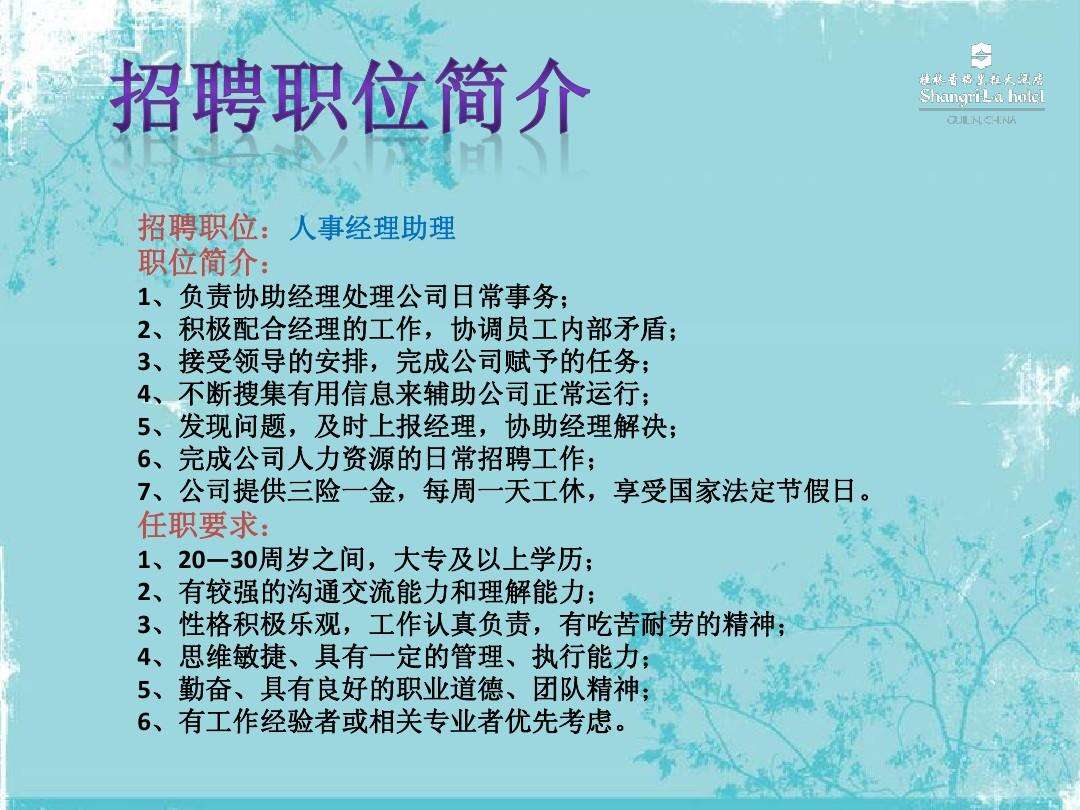 招聘职位简介
桂林香格里拉大酒店
Shangri-La hotel
GUILIN, CHINA
招聘职位：人事经理助理
职位简介：
1、负责协助经理处理公司日常事务；
2、积极配合经理的工作，协调员工内部矛盾；
3、接受领导的安排，完成公司赋予的任务；
4、不断搜集有用信息来辅助公司正常运行；
5、发现问题，及时上报经理，协助经理解决；
6、完成公司人力资源的日常招聘工作；
7、公司提供三险一金，每周一天工休，享受国家法定节假日。
任职要求：
1、20—30周岁之间，大专及以上学历；
2、有较强的沟通交流能力和理解能力；
3、性格积极乐观，工作认真负责，有吃苦耐劳的精神；
4、思维敏捷、具有一定的管理、执行能力；
5、勤奋、具有良好的职业道德、团队精神；
6、有工作经验者或相关专业者优先考虑。